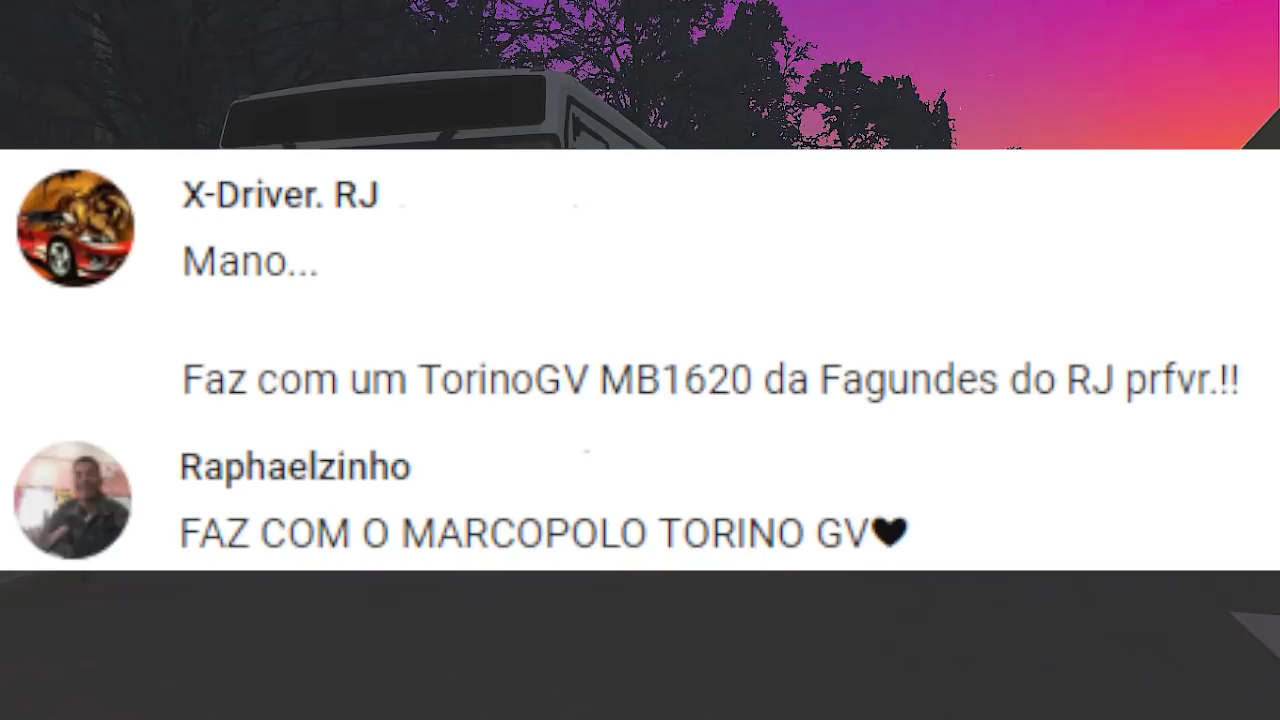 X-Driver. RJ
Mano...
Faz com um TorinoGV MB1620 da Fagundes do RJ prfvr.!!
Raphaelzinho
FAZ COM O MARCOPOLO TORINO GV🖤